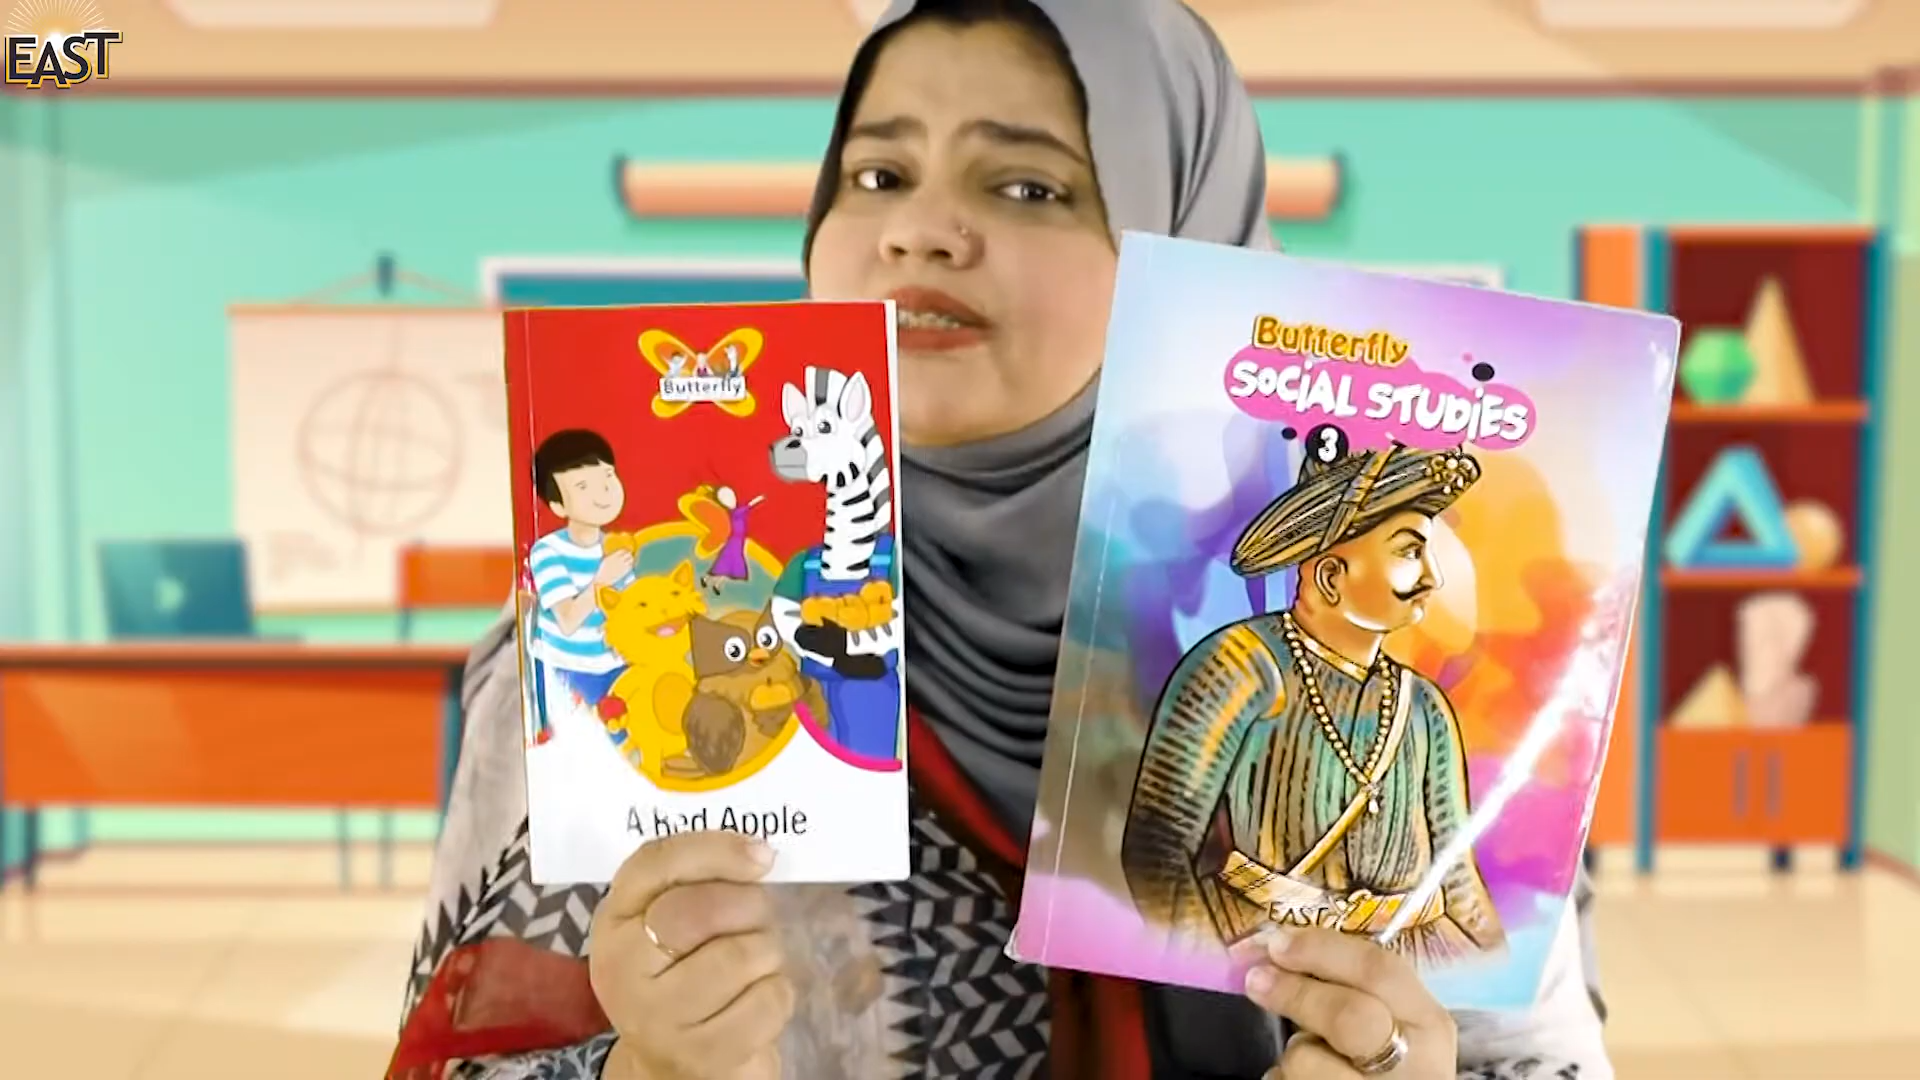 EAST
Butterfly
A Red Apple
Butterfly
SOCIAL STUDIES
3
EAST